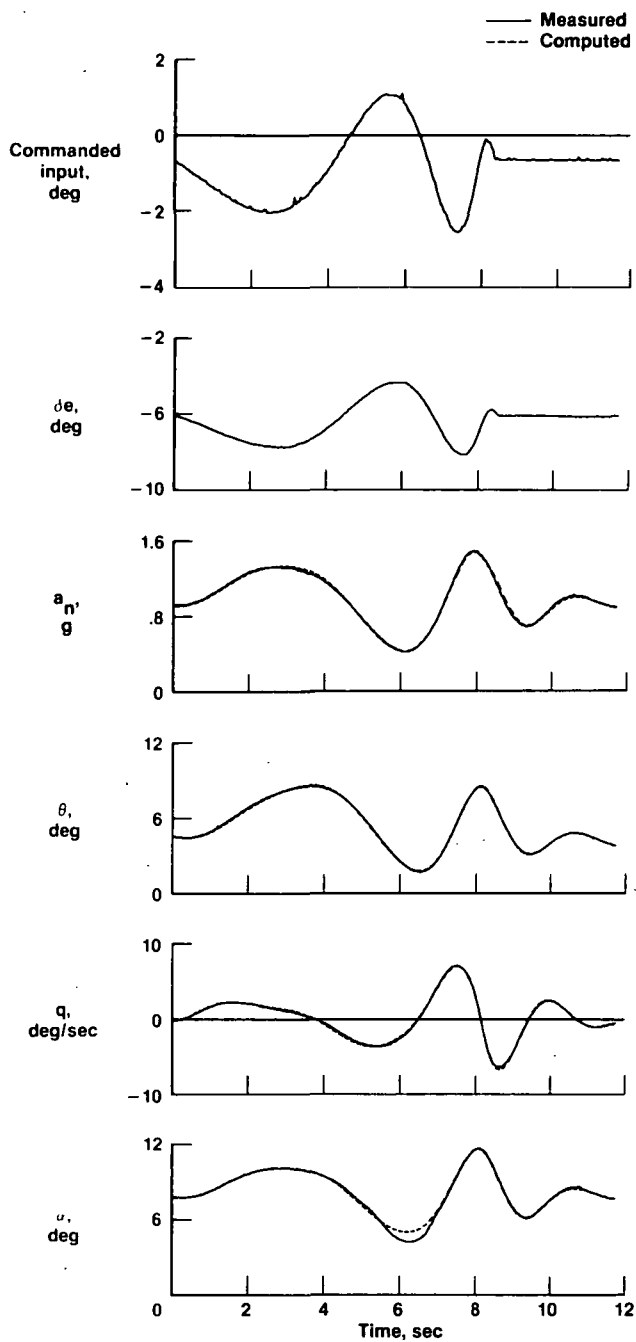 Measured
Computed
2
0
Commanded
input,
deg
−2
−4
−2
δe,
deg
−6
−10
1.6
an,
g
.8
0
12
θ,
deg
6
0
10
q,
deg/sec
0
−10
12
α,
deg
6
0 2 4 6 8 10 12
Time, sec